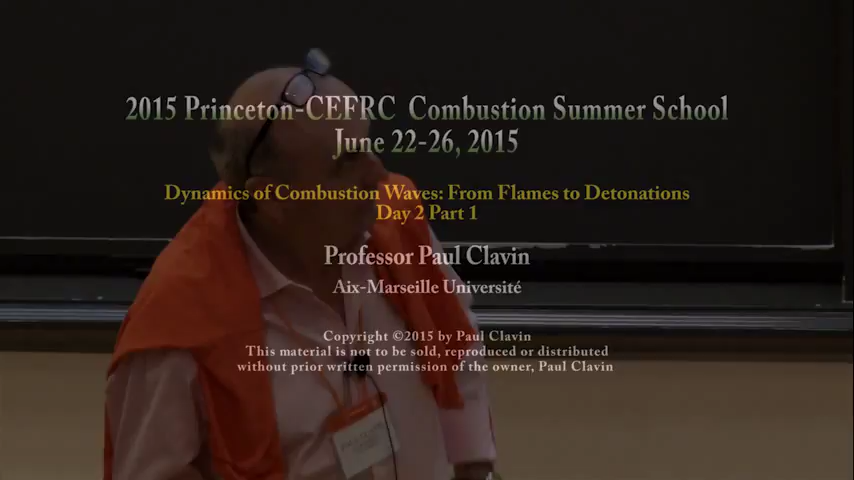 2015 Princeton-CEFRC Combustion Summer School
June 22-26, 2015
Dynamics of Combustion Waves: From Flames to Detonations
Day 2 Part 1
Professor Paul Clavin
Aix-Marseille Université
Copyright ©2015 by Paul Clavin
This material is not to be sold, reproduced or distributed
without prior written permission of the owner, Paul Clavin